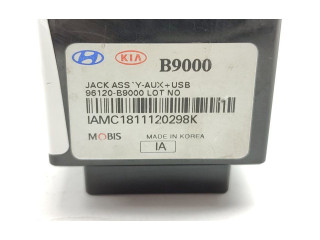 KIA B9000
JACK ASS`Y-AUX+USB
96120-B9000 LOT NO
IAMC1811120298K
MOBIS MADE IN KOREA
IA